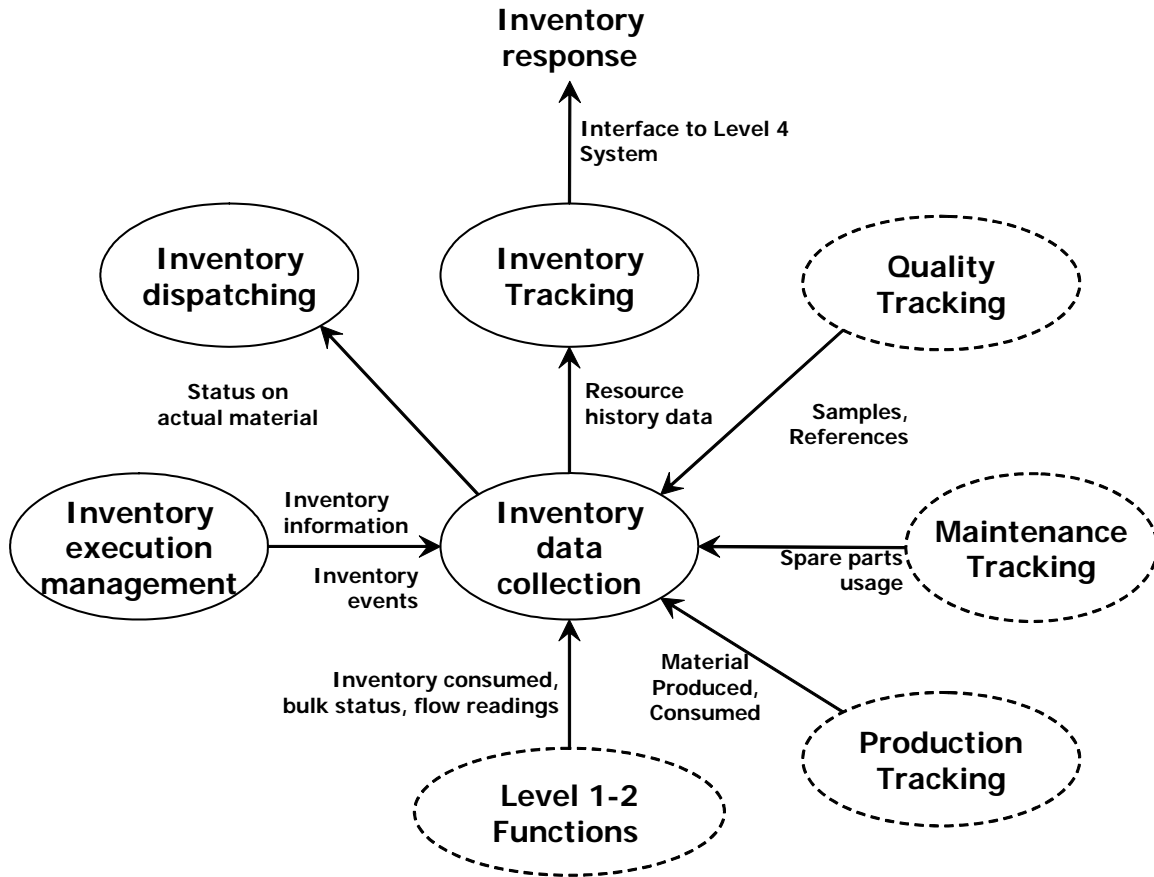 Inventory
response
Interface to Level 4
System
Inventory
dispatching
Inventory
Tracking
Quality
Tracking
Status on
actual material
Resource
history data
Samples,
References
Inventory
execution
management
Inventory
information
Inventory
events
Inventory
data
collection
Spare parts
usage
Maintenance
Tracking
Inventory consumed,
bulk status, flow readings
Material
Produced,
Consumed
Production
Tracking
Level 1-2
Functions